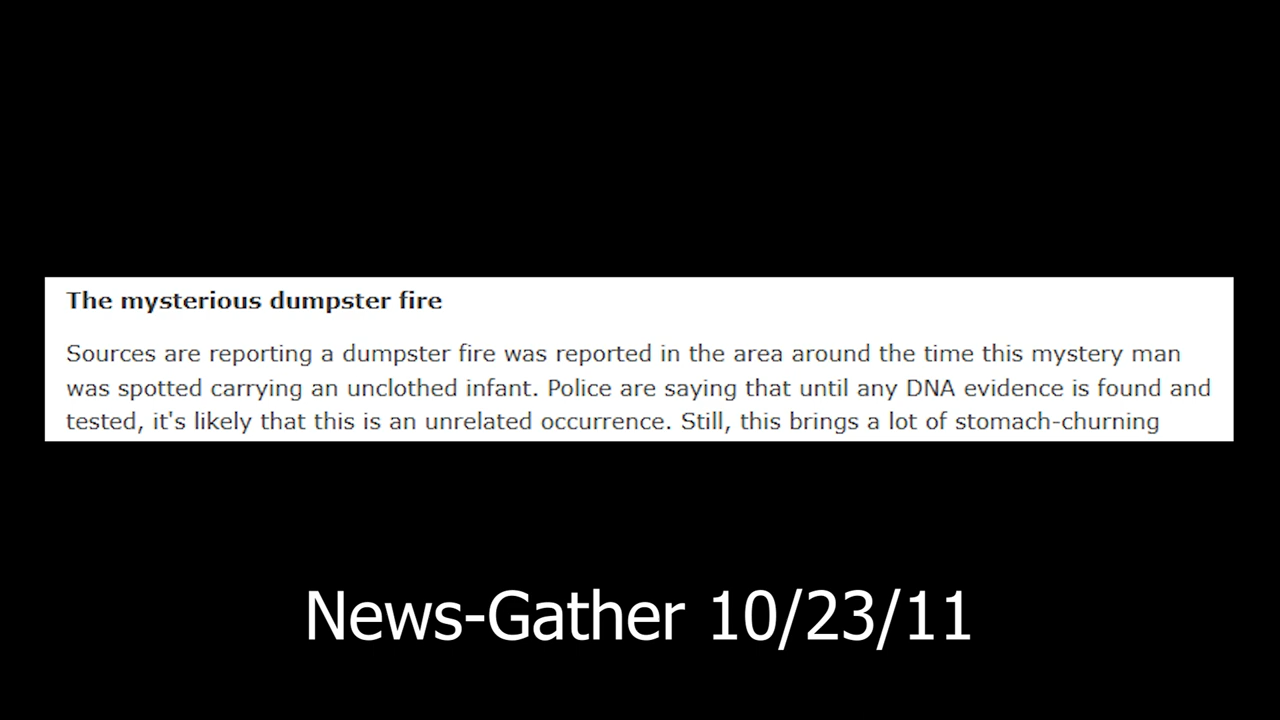 The mysterious dumpster fire
Sources are reporting a dumpster fire was reported in the area around the time this mystery man
was spotted carrying an unclothed infant. Police are saying that until any DNA evidence is found and
tested, it's likely that this is an unrelated occurrence. Still, this brings a lot of stomach-churning
News-Gather 10/23/11